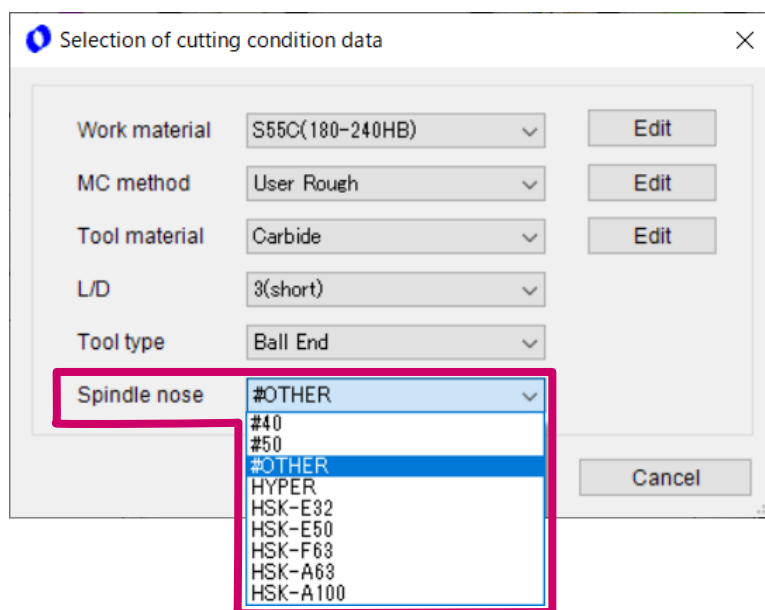 Selection of cutting condition data
Work material S55C(180-240HB) Edit
MC method User Rough Edit
Tool material Carbide Edit
L/D 3(short)
Tool type Ball End
Spindle nose #OTHER
#40
#50
#OTHER
HYPER
HSK-E32
HSK-E50
HSK-F63
HSK-A63
HSK-A100
Cancel